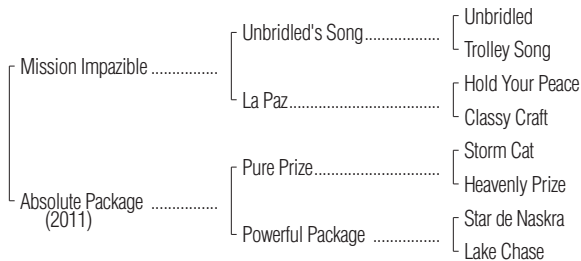 Unbridled
Unbridled's Song
Trolley Song
Mission Impazible
Hold Your Peace
La Paz
Classy Craft
Storm Cat
Pure Prize
Heavenly Prize
Absolute Package
(2011)
Star de Naskra
Powerful Package
Lake Chase